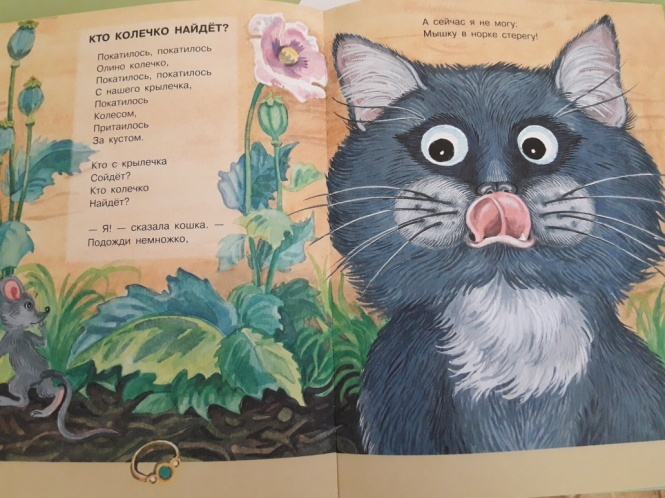 КТО КОЛЕЧКО НАЙДЁТ?
Покатилось, покатилось
Олино колечко,
Покатилось, покатилось
С нашего крылечка,
Покатилось
Колесом,
Притаилось
За кустом.
Кто с крылечка
Сойдёт?
Кто колечко
Найдёт?
— Я! — сказала кошка. —
Подожди немножко,
А сейчас я не могу:
Мышку в норке стерегу!